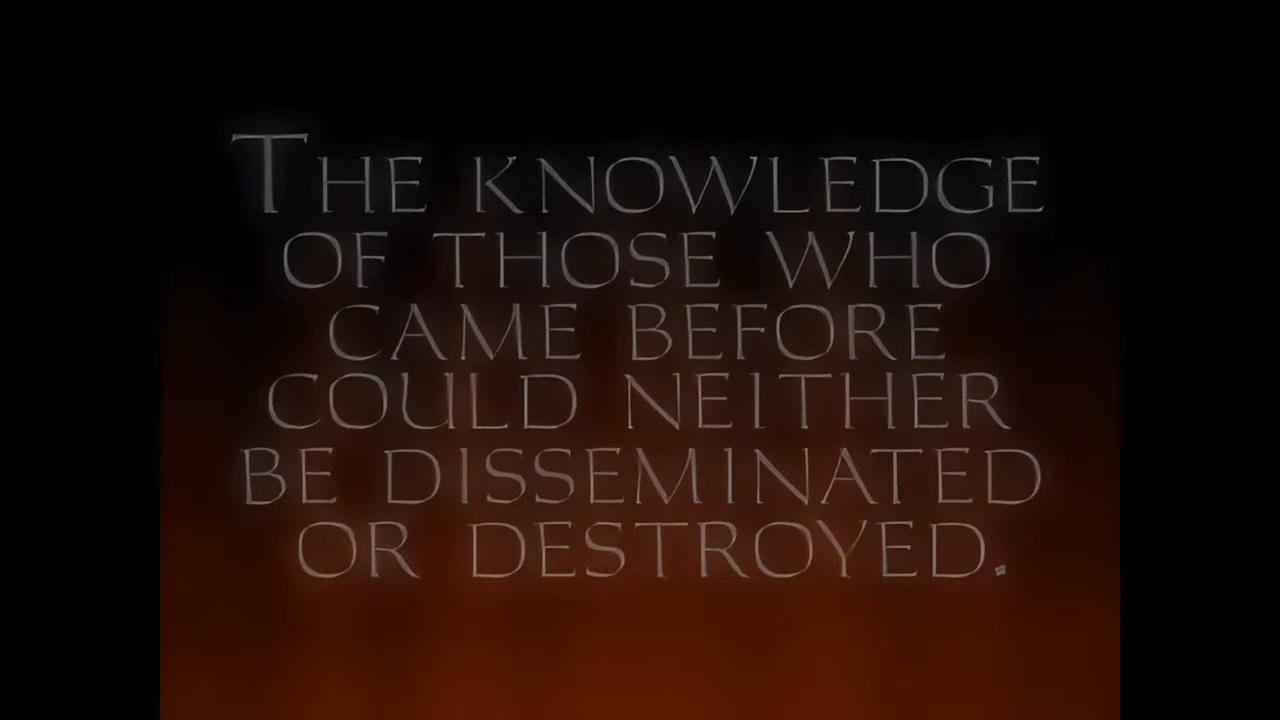 THE KNOWLEDGE
OF THOSE WHO
CAME BEFORE
COULD NEITHER
BE DISSEMINATED
OR DESTROYED.